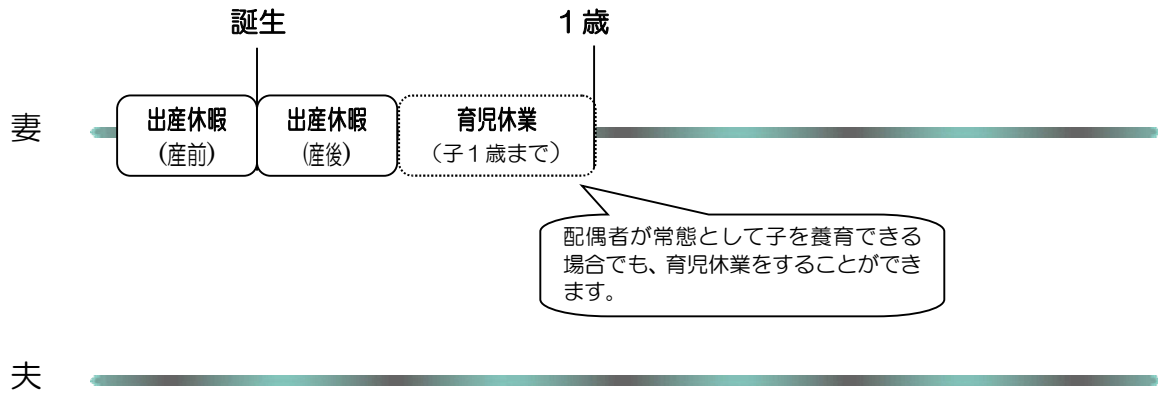 誕生
１歳
妻
出産休暇
(産前)
出産休暇
(産後)
育児休業
（子１歳まで）
配偶者が常態として子を養育できる
場合でも、育児休業をすることができ
ます。
夫